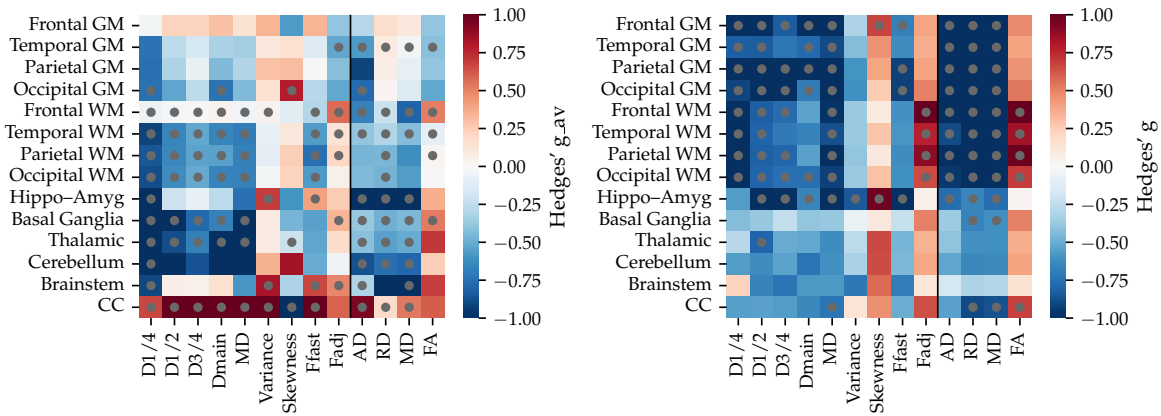 Frontal GM
Temporal GM
Parietal GM
Occipital GM
Frontal WM
Temporal WM
Parietal WM
Occipital WM
Hippo–Amyg
Basal Ganglia
Thalamic
Cerebellum
Brainstem
CC
D1/4
D1/2
D3/4
Dmain
MD
Variance
Skewness
Ffast
Fadj
AD
RD
MD
FA
1.00
0.75
0.50
0.25
0.00
−0.25
−0.50
−0.75
−1.00
Hedges′ g_av
Frontal GM
Temporal GM
Parietal GM
Occipital GM
Frontal WM
Temporal WM
Parietal WM
Occipital WM
Hippo–Amyg
Basal Ganglia
Thalamic
Cerebellum
Brainstem
CC
D1/4
D1/2
D3/4
Dmain
MD
Variance
Skewness
Ffast
Fadj
AD
RD
MD
FA
1.00
0.75
0.50
0.25
0.00
−0.25
−0.50
−0.75
−1.00
Hedges′ g